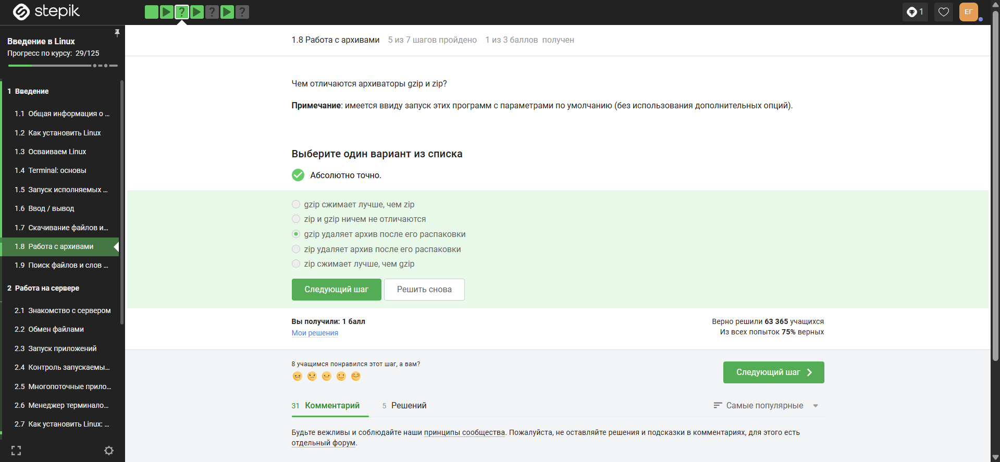 stepik
?
?
?
1
ЕГ
Введение в Linux
Прогресс по курсу: 29/125
1 Введение
1.1 Общая информация о ...
1.2 Как установить Linux
1.3 Осваиваем Linux
1.4 Terminal: основы
1.5 Запуск исполняемых ...
1.6 Ввод / вывод
1.7 Скачивание файлов и...
1.8 Работа с архивами
1.9 Поиск файлов и слов ...
2 Работа на сервере
2.1 Знакомство с сервером
2.2 Обмен файлами
2.3 Запуск приложений
2.4 Контроль запускаемы...
2.5 Многопоточные прило...
2.6 Менеджер терминало...
2.7 Как установить Linux: ...
1.8 Работа с архивами 5 из 7 шагов пройдено 1 из 3 баллов получен
Чем отличаются архиваторы gzip и zip?
Примечание: имеется ввиду запуск этих программ с параметрами по умолчанию (без использования дополнительных опций).
Выберите один вариант из списка
Абсолютно точно.
gzip сжимает лучше, чем zip
zip и gzip ничем не отличаются
gzip удаляет архив после его распаковки
zip удаляет архив после его распаковки
zip сжимает лучше, чем gzip
Следующий шаг Решить снова
Вы получили: 1 балл
Мои решения
Верно решили 63 365 учащихся
Из всех попыток 75% верных
8 учащимся понравился этот шаг, а вам?
Следующий шаг
31 Комментарий 5 Решений Самые популярные
Будьте вежливы и соблюдайте наши принципы сообщества. Пожалуйста, не оставляйте решения и подсказки в комментариях, для этого есть
отдельный форум.